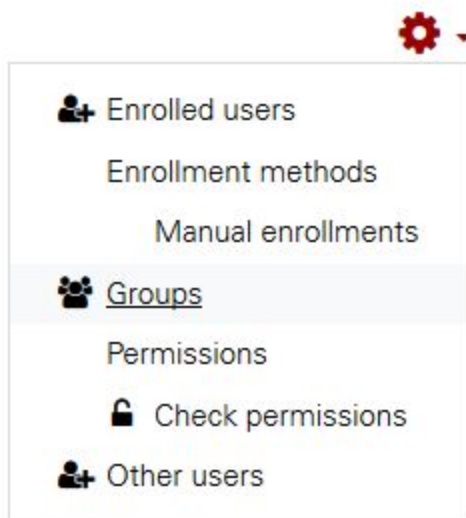 Enrolled users
Enrollment methods
Manual enrollments
Groups
Permissions
Check permissions
Other users